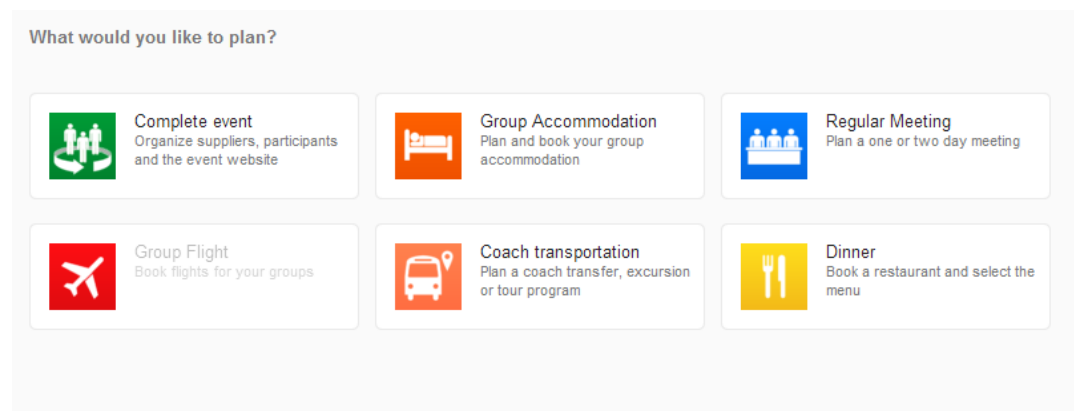 What would you like to plan?
Complete event
Organize suppliers, participants
and the event website
Group Accommodation
Plan and book your group
accommodation
Regular Meeting
Plan a one or two day meeting
Group Flight
Book flights for your groups
Coach transportation
Plan a coach transfer, excursion
or tour program
Dinner
Book a restaurant and select the
menu